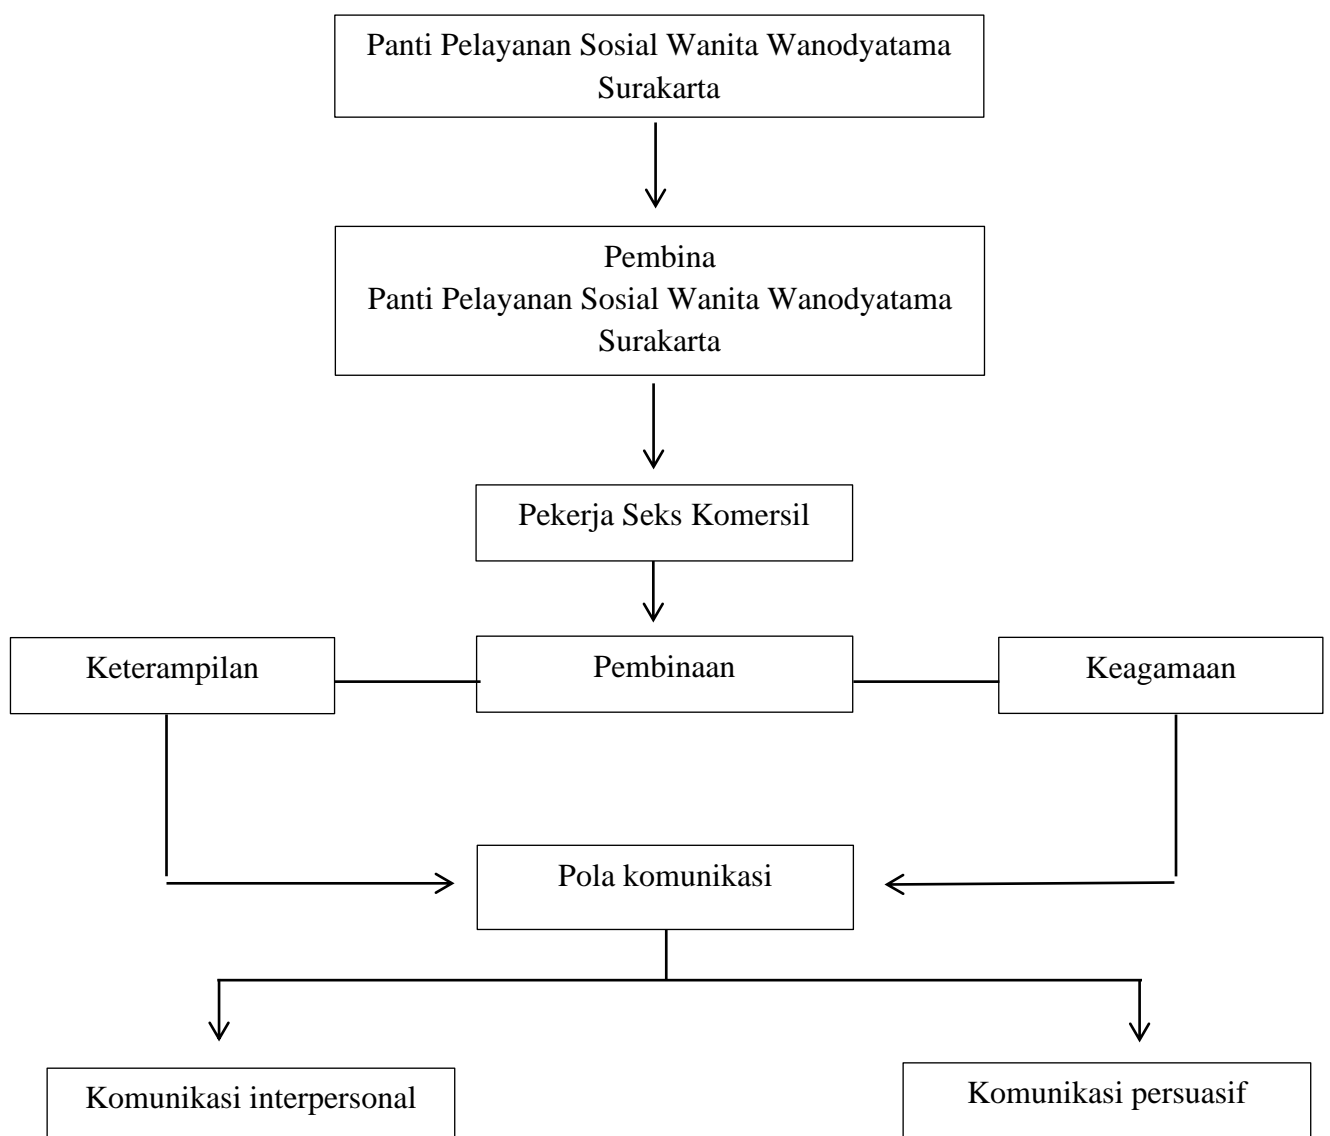 Panti Pelayanan Sosial Wanita Wanodyatama
Surakarta
Pembina
Panti Pelayanan Sosial Wanita Wanodyatama
Surakarta
Pekerja Seks Komersil
Keterampilan
Pembinaan
Keagamaan
Pola komunikasi
Komunikasi interpersonal
Komunikasi persuasif